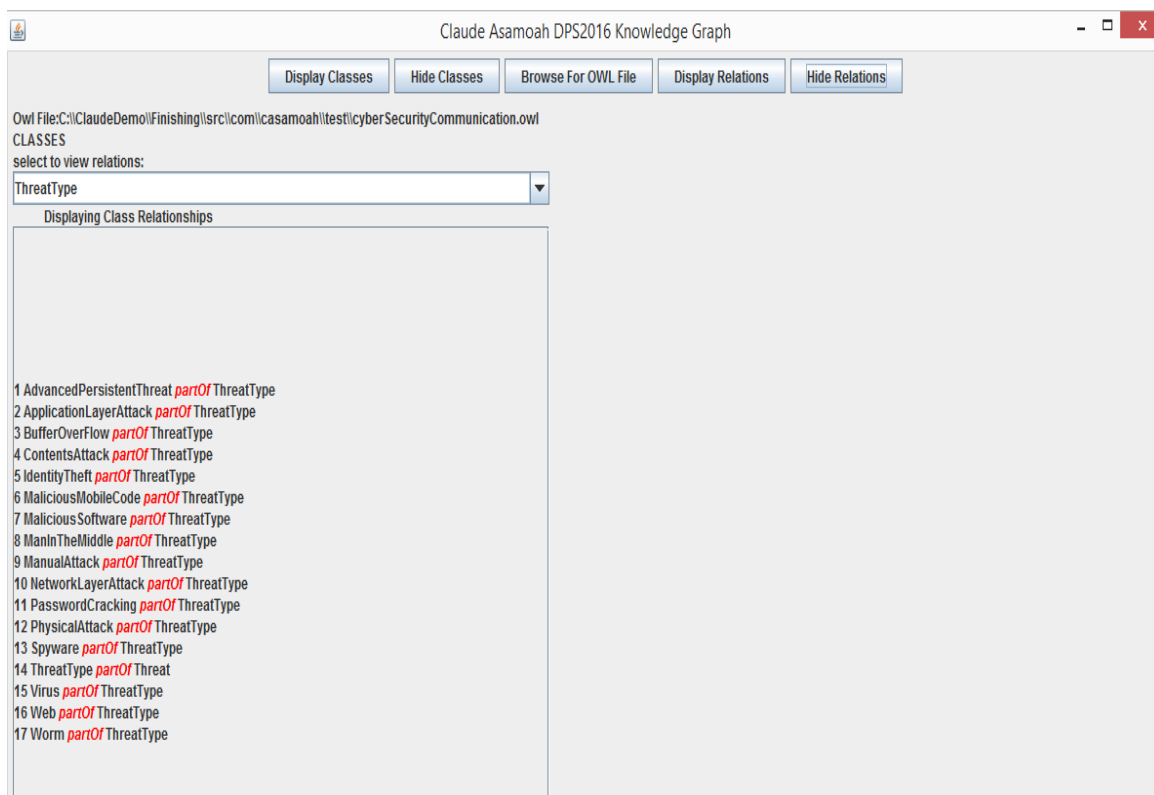 Claude Asamoah DPS2016 Knowledge Graph
X
Display Classes Hide Classes Browse For OWL File Display Relations Hide Relations
Owl File:C:\\ClaudeDemo\\Finishing\\src\\com\\casamoah\\test\\cyberSecurityCommunication.owl
CLASSES
select to view relations:
ThreatType
Displaying Class Relationships
1 AdvancedPersistentThreat partOf ThreatType
2 ApplicationLayerAttack partOf ThreatType
3 BufferOverFlow partOf ThreatType
4 ContentsAttack partOf ThreatType
5 IdentityTheft partOf ThreatType
6 MaliciousMobileCode partOf ThreatType
7 MaliciousSoftware partOf ThreatType
8 ManInTheMiddle partOf ThreatType
9 ManualAttack partOf ThreatType
10 NetworkLayerAttack partOf ThreatType
11 PasswordCracking partOf ThreatType
12 PhysicalAttack partOf ThreatType
13 Spyware partOf ThreatType
14 ThreatType partOf Threat
15 Virus partOf ThreatType
16 Web partOf ThreatType
17 Worm partOf ThreatType